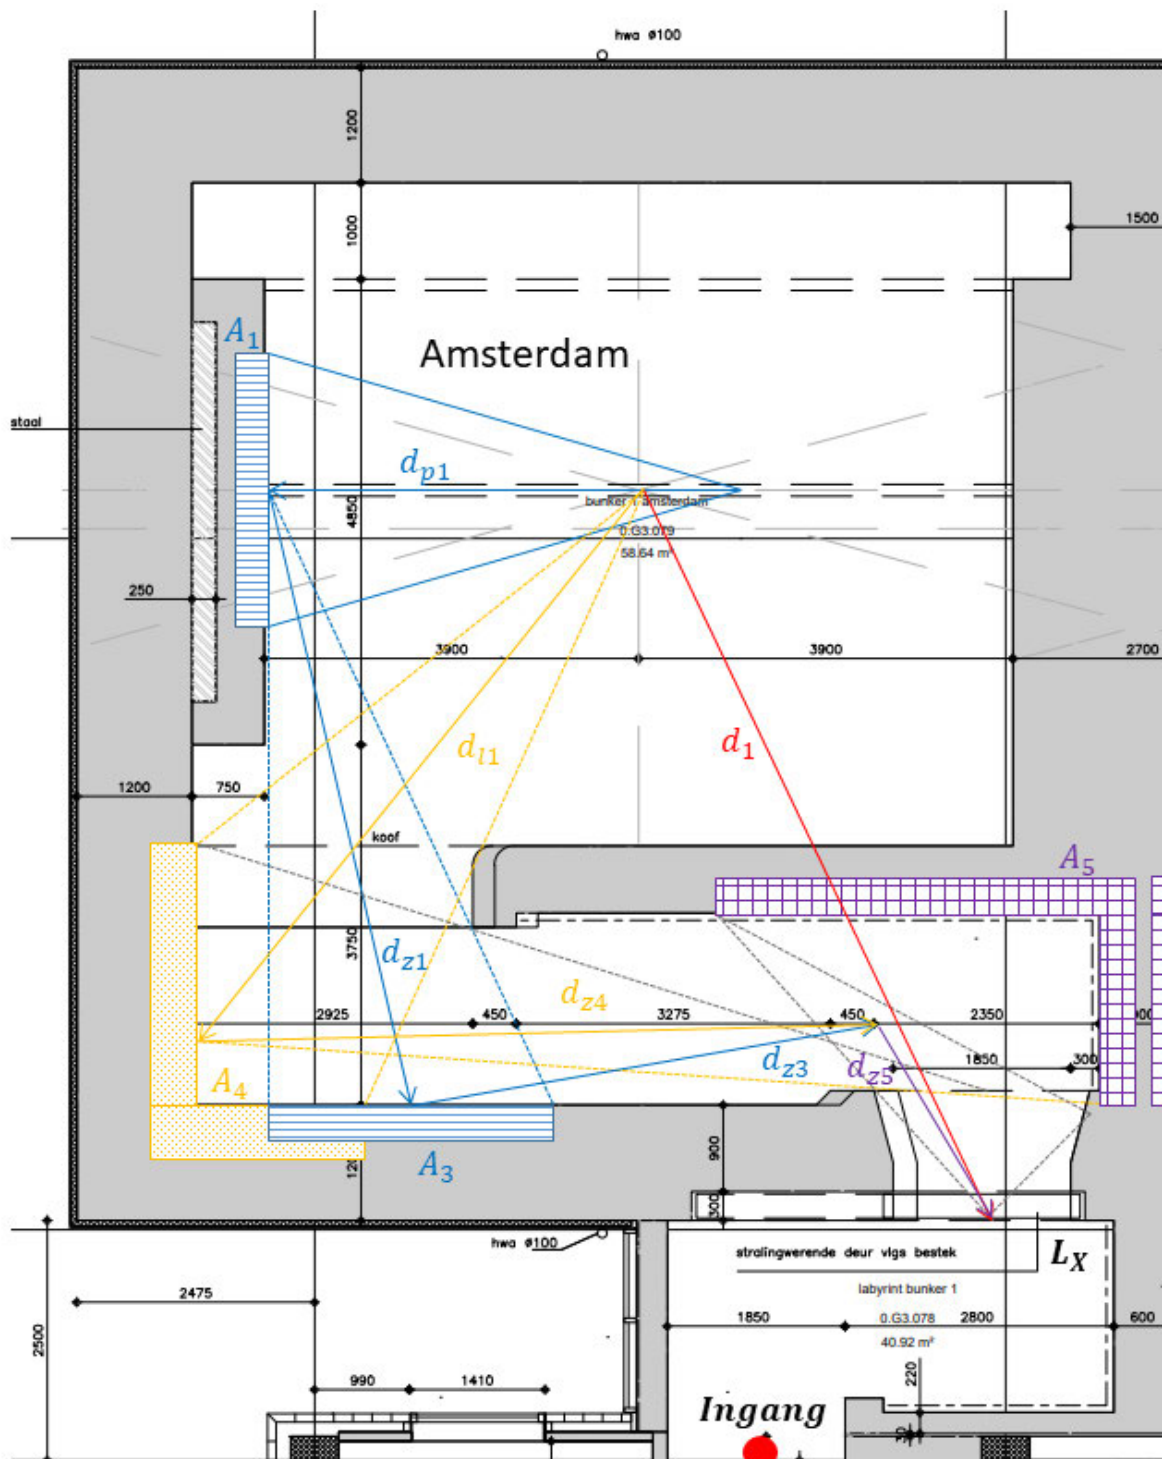 hwa ø100
1200
1000
1500
A1
Amsterdam
staal
dp1
bunker 1 amsterdam
0.G3.079
58.64 m²
4850
250
3900
3900
2700
dl1
d1
1200
750
koof
A5
3750
dz1
dz4
2925
450
3275
450
2350
dz3
dz5
1850
300
A4
A3
900
300
hwa ø100
stralingwerende deur vlgs bestek
LX
labyrint bunker 1
2475
1850
0.G3.078
2800
600
40.92 m²
2500
990
1410
220
Ingang